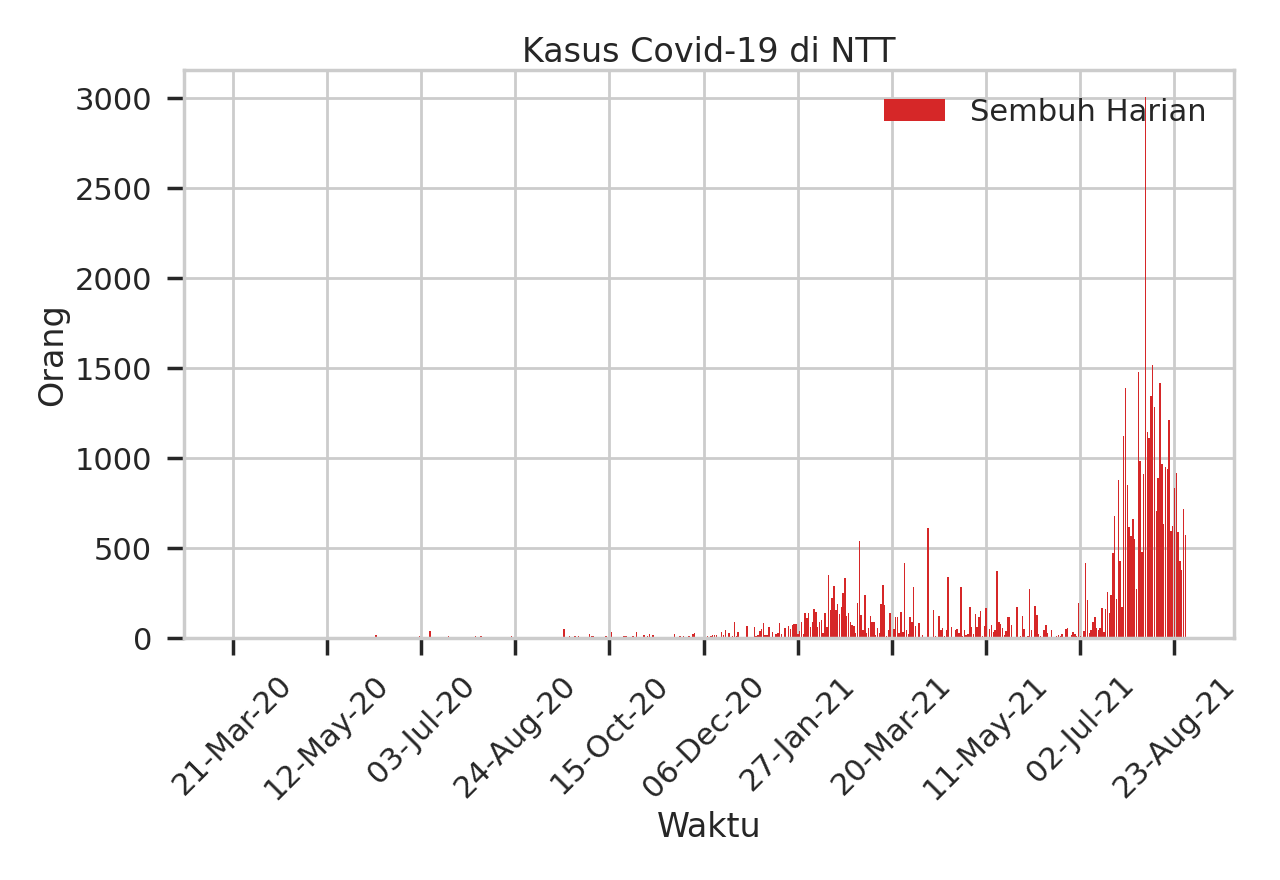 Kasus Covid-19 di NTT
Sembuh Harian
3000
2500
2000
1500
1000
500
0
Orang
21-Mar-20
12-May-20
03-Jul-20
24-Aug-20
15-Oct-20
06-Dec-20
27-Jan-21
20-Mar-21
11-May-21
02-Jul-21
23-Aug-21
Waktu